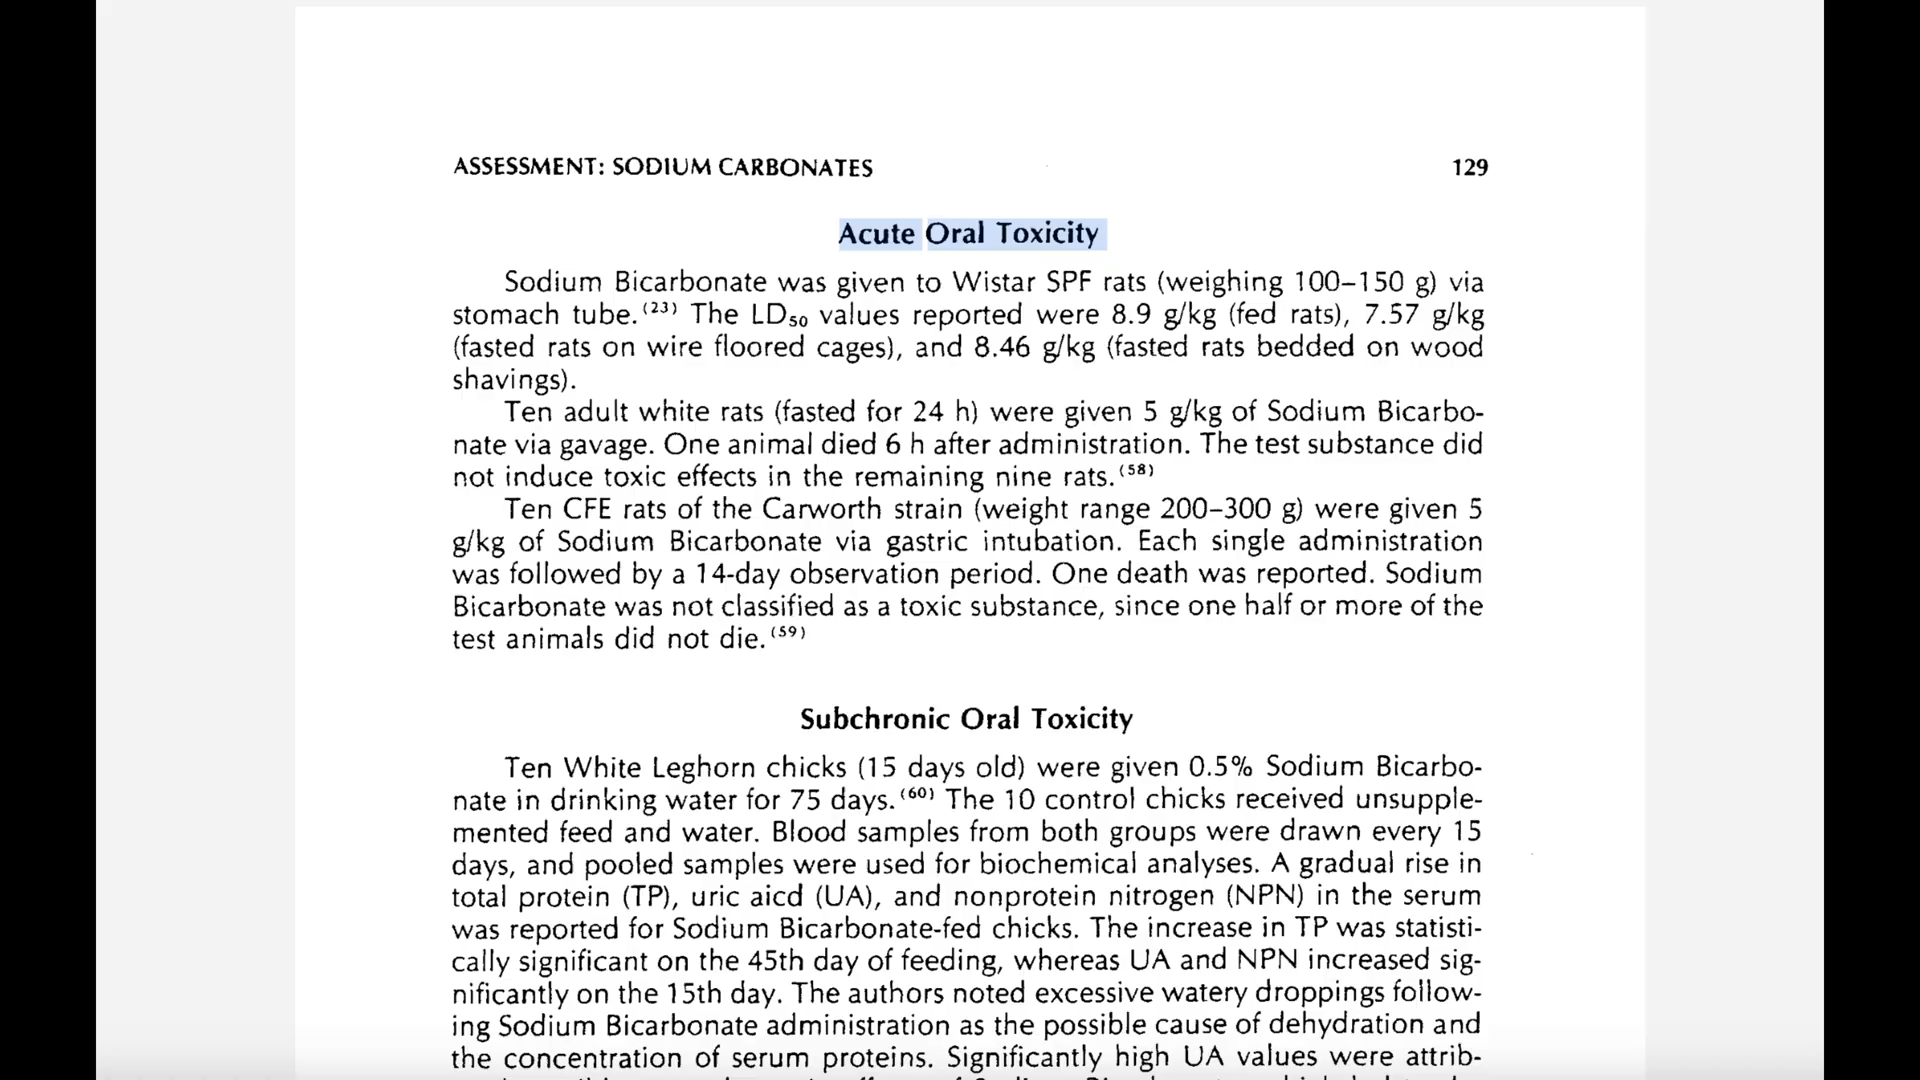 ASSESSMENT: SODIUM CARBONATES 129
Acute Oral Toxicity
Sodium Bicarbonate was given to Wistar SPF rats (weighing 100–150 g) via
stomach tube.(23) The LD50 values reported were 8.9 g/kg (fed rats), 7.57 g/kg
(fasted rats on wire floored cages), and 8.46 g/kg (fasted rats bedded on wood
shavings).
Ten adult white rats (fasted for 24 h) were given 5 g/kg of Sodium Bicarbo-
nate via gavage. One animal died 6 h after administration. The test substance did
not induce toxic effects in the remaining nine rats.(58)
Ten CFE rats of the Carworth strain (weight range 200–300 g) were given 5
g/kg of Sodium Bicarbonate via gastric intubation. Each single administration
was followed by a 14-day observation period. One death was reported. Sodium
Bicarbonate was not classified as a toxic substance, since one half or more of the
test animals did not die.(59)
Subchronic Oral Toxicity
Ten White Leghorn chicks (15 days old) were given 0.5% Sodium Bicarbo-
nate in drinking water for 75 days.(60) The 10 control chicks received unsupple-
mented feed and water. Blood samples from both groups were drawn every 15
days, and pooled samples were used for biochemical analyses. A gradual rise in
total protein (TP), uric aicd (UA), and nonprotein nitrogen (NPN) in the serum
was reported for Sodium Bicarbonate-fed chicks. The increase in TP was statisti-
cally significant on the 45th day of feeding, whereas UA and NPN increased sig-
nificantly on the 15th day. The authors noted excessive watery droppings follow-
ing Sodium Bicarbonate administration as the possible cause of dehydration and
the concentration of serum proteins. Significantly high UA values were attrib-